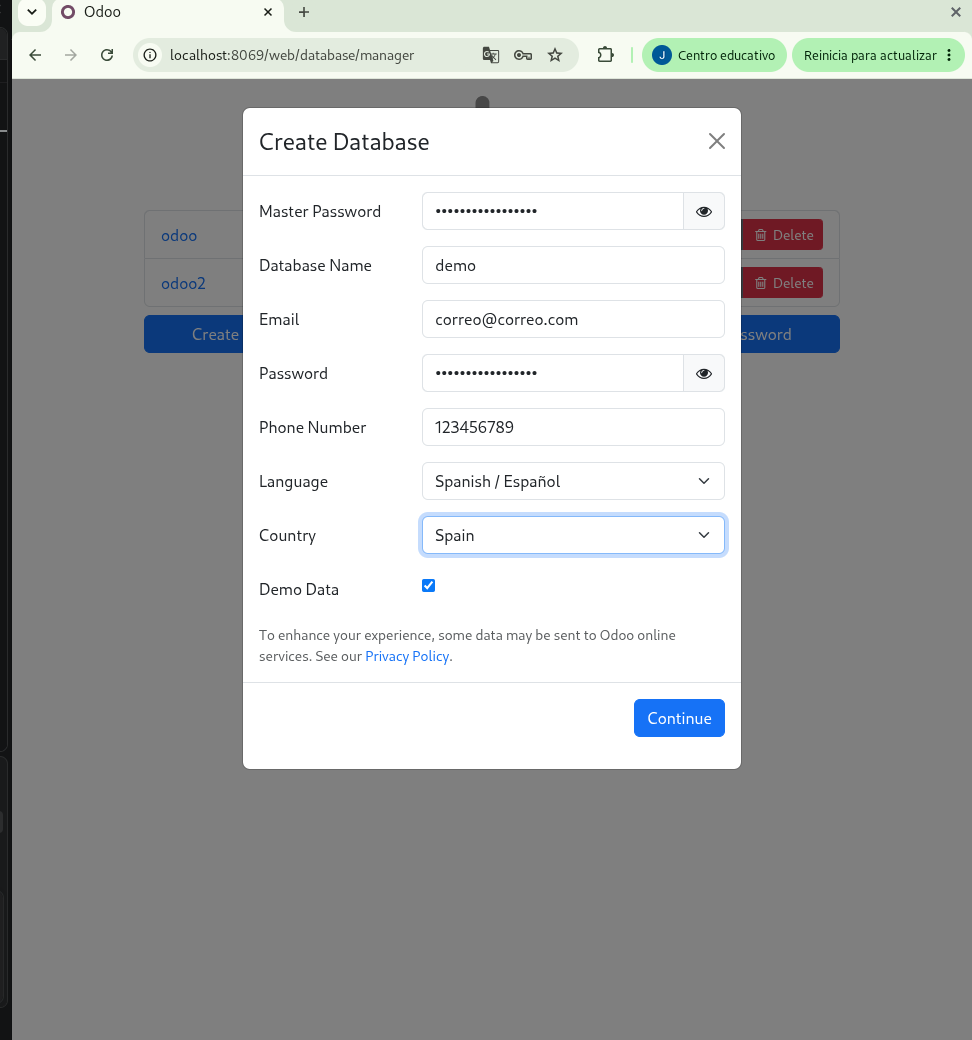 Odoo
localhost:8069/web/database/manager
J Centro educativo
Reinicia para actualizar
Create Database
Master Password •••••••••••••••••
Database Name demo
Email correo@correo.com
Password •••••••••••••••••
Phone Number 123456789
Language Spanish / Español
Country Spain
Demo Data
To enhance your experience, some data may be sent to Odoo online
services. See our Privacy Policy.
Continue
odoo Delete
odoo2 Delete
Create ssword